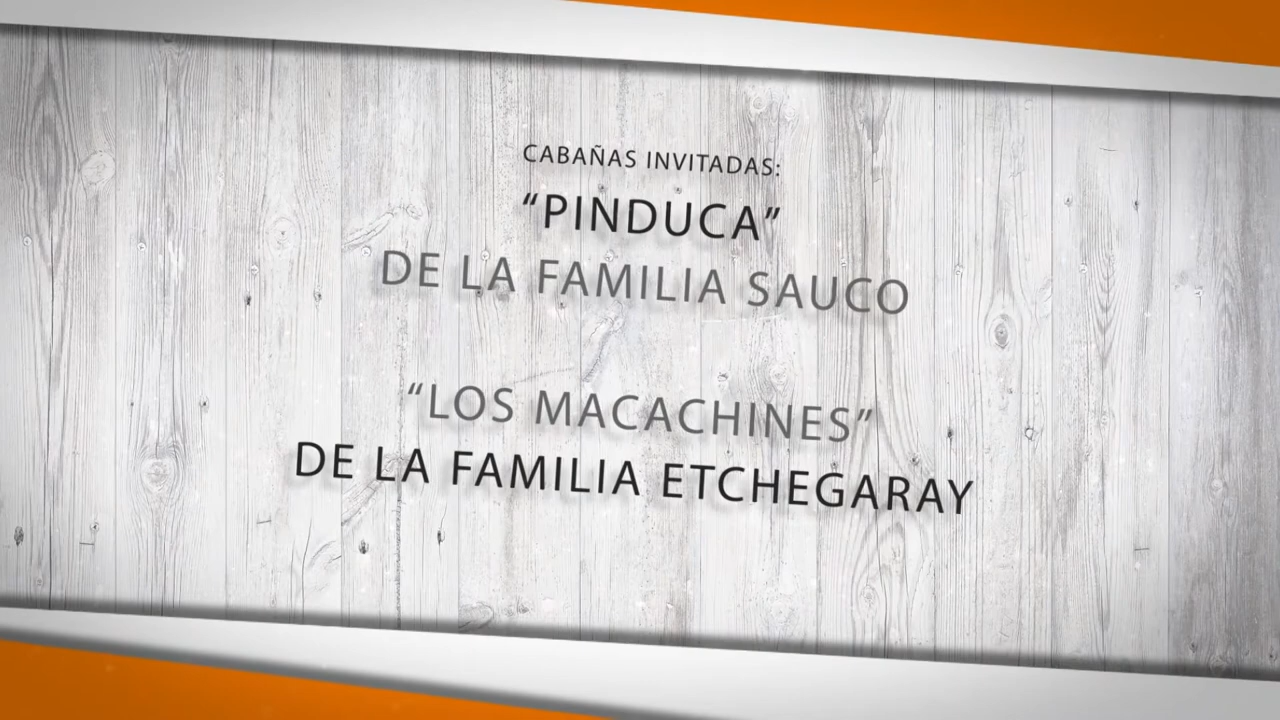 CABAÑAS INVITADAS:
“PINDUCA”
DE LA FAMILIA SAUCO
“LOS MACACHINES”
DE LA FAMILIA ETCHEGARAY